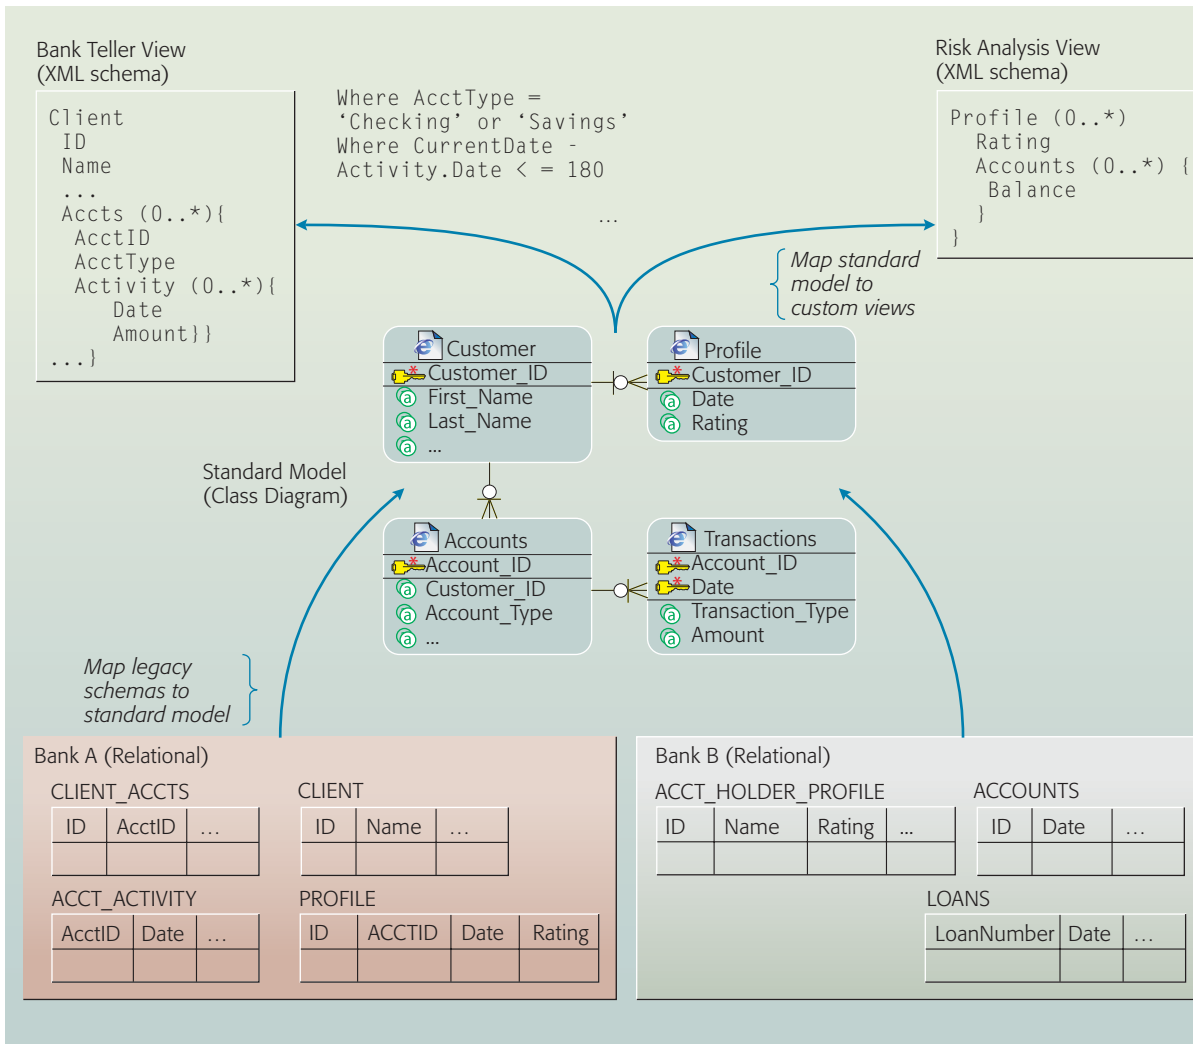 Bank Teller View
(XML schema)
Client
ID
Name
...
Accts (0..*){
AcctID
AcctType
Activity (0..*){
Date
Amount}}
...}
Where AcctType =
‘Checking’ or ‘Savings’
Where CurrentDate -
Activity.Date < = 180
...
Risk Analysis View
(XML schema)
Profile (0..*)
Rating
Accounts (0..*) {
Balance
}
}
Map standard
model to
custom views
Customer
Customer_ID
First_Name
Last_Name
...
Profile
Customer_ID
Date
Rating
Standard Model
(Class Diagram)
Accounts
Account_ID
Customer_ID
Account_Type
...
Transactions
Account_ID
Date
Transaction_Type
Amount
Map legacy
schemas to
standard model
Bank A (Relational)
CLIENT_ACCTS
ID AcctID ...
CLIENT
ID Name ...
ACCT_ACTIVITY
AcctID Date ...
PROFILE
ID ACCTID Date Rating
Bank B (Relational)
ACCT_HOLDER_PROFILE
ID Name Rating ...
ACCOUNTS
ID Date ...
LOANS
LoanNumber Date ...